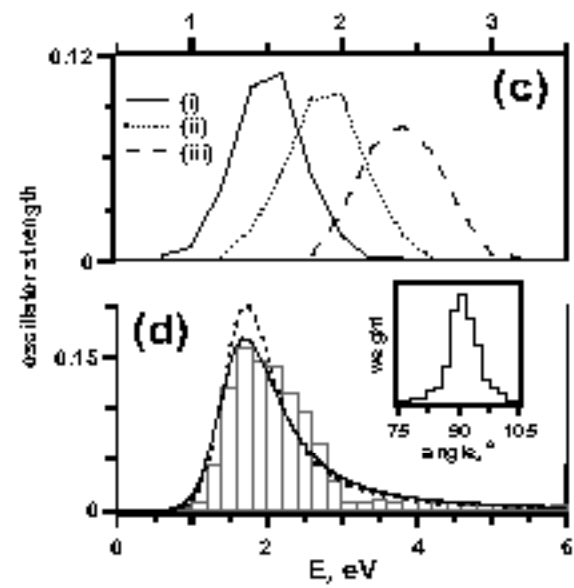 1 2 3
0.12
(c)
(i)
(ii)
(iii)
0
oscillator strength
(d)
0.15
0
weight
75 90 105
angle, °
0 2 4 6
E, eV